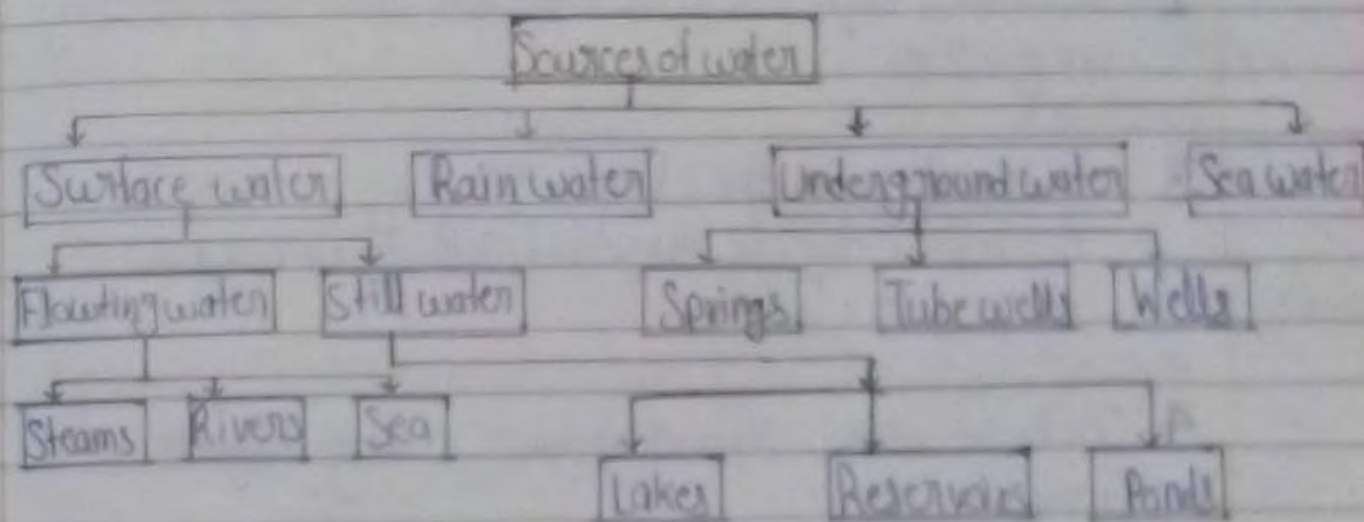 Sources of water
Surface water Rain water Underground water Sea water
Flowting water Still water Springs Tube wells Wells
Steams Rivers Sea
Lakes Reservoirs Ponds